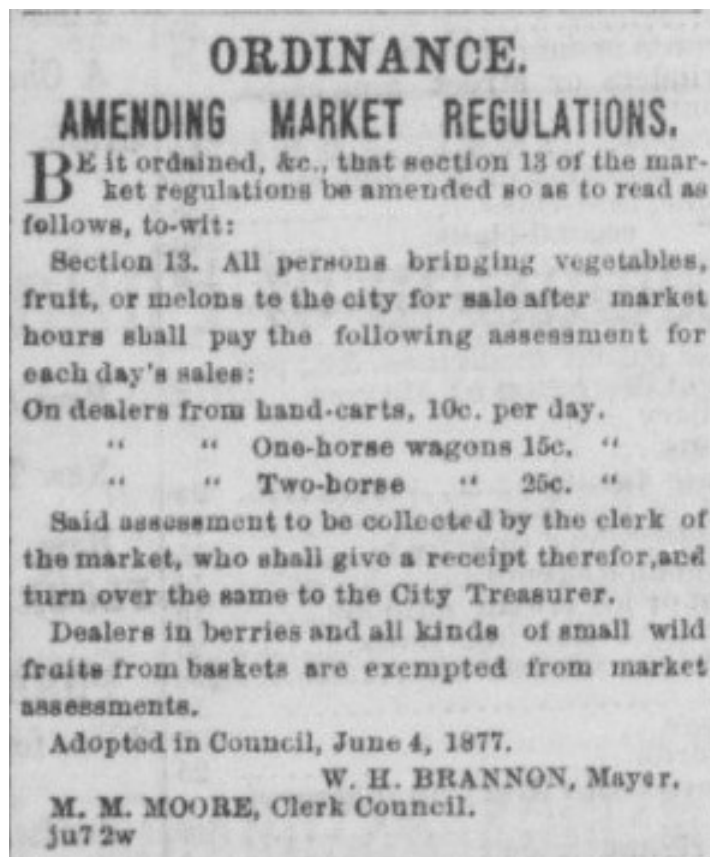 ORDINANCE.
AMENDING MARKET REGULATIONS.
BE it ordained, &c., that section 13 of the mar-
ket regulations be amended so as to read as
follows, to-wit:
Section 13. All persons bringing vegetables,
fruit, or melons to the city for sale after market
hours shall pay the following assessment for
each day's sales:
On dealers from hand-carts, 10c. per day.
" " One-horse wagons 15c. "
" " Two-horse " 25c. "
Said assessment to be collected by the clerk of
the market, who shall give a receipt therefor, and
turn over the same to the City Treasurer.
Dealers in berries and all kinds of small wild
fruits from baskets are exempted from market
assessments.
Adopted in Council, June 4, 1877.
W. H. BRANNON, Mayor.
M. M. MOORE, Clerk Council.
ju7 2w